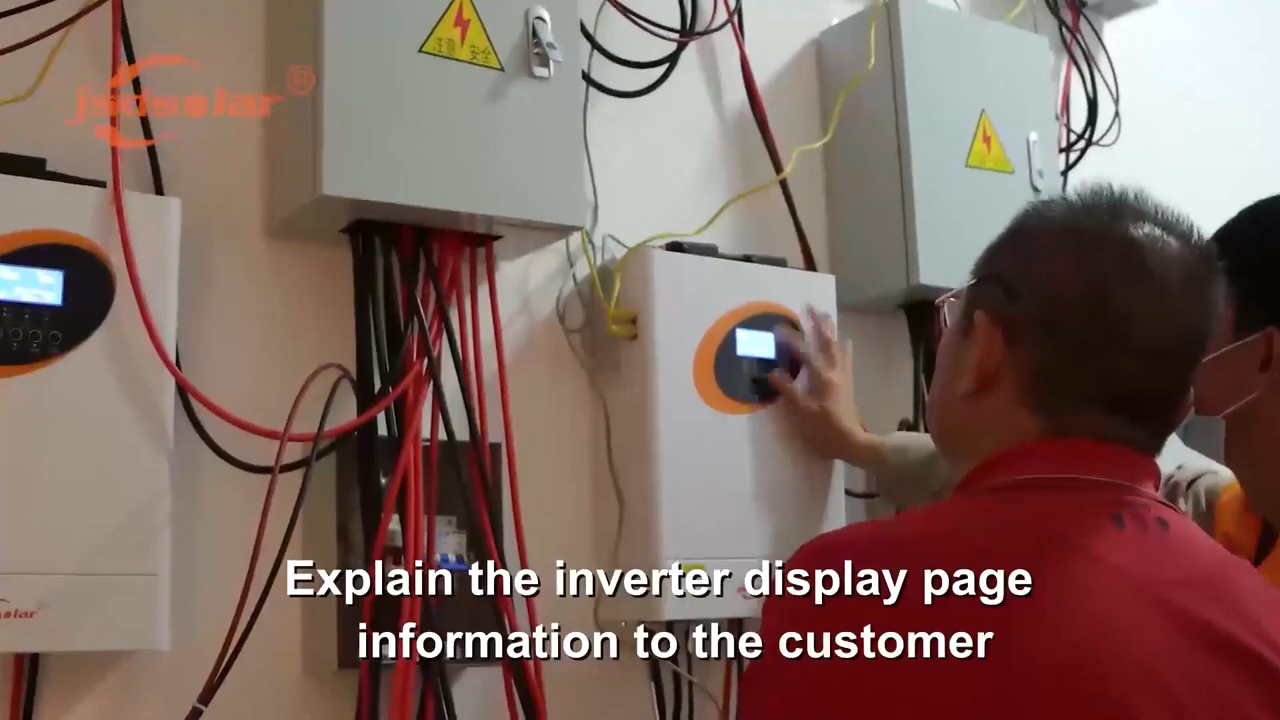 jsdsolar®
注意 安全
Explain the inverter display page
information to the customer